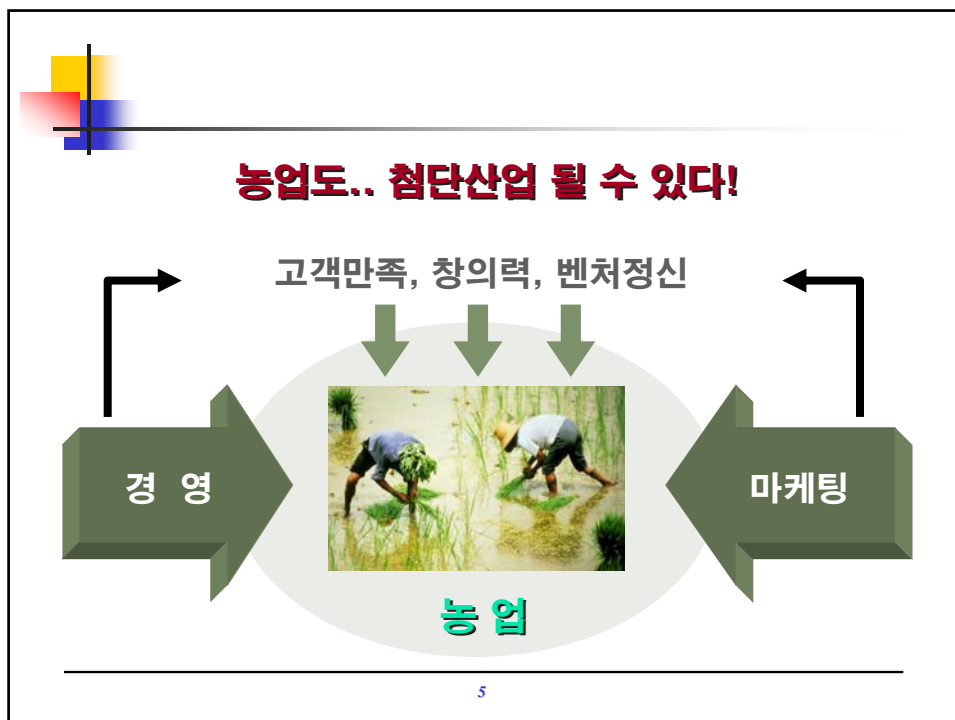 농업도.. 첨단산업 될 수 있다!
고객만족, 창의력, 벤처정신
경 영
마케팅
농 업
5